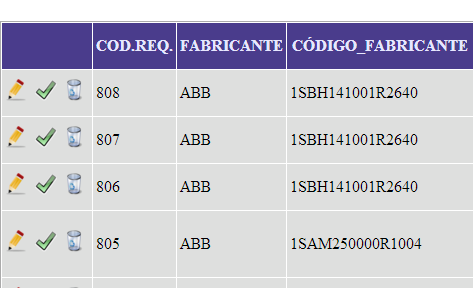 COD.REQ. FABRICANTE CÓDIGO_FABRICANTE
808 ABB 1SBH141001R2640
807 ABB 1SBH141001R2640
806 ABB 1SBH141001R2640
805 ABB 1SAM250000R1004